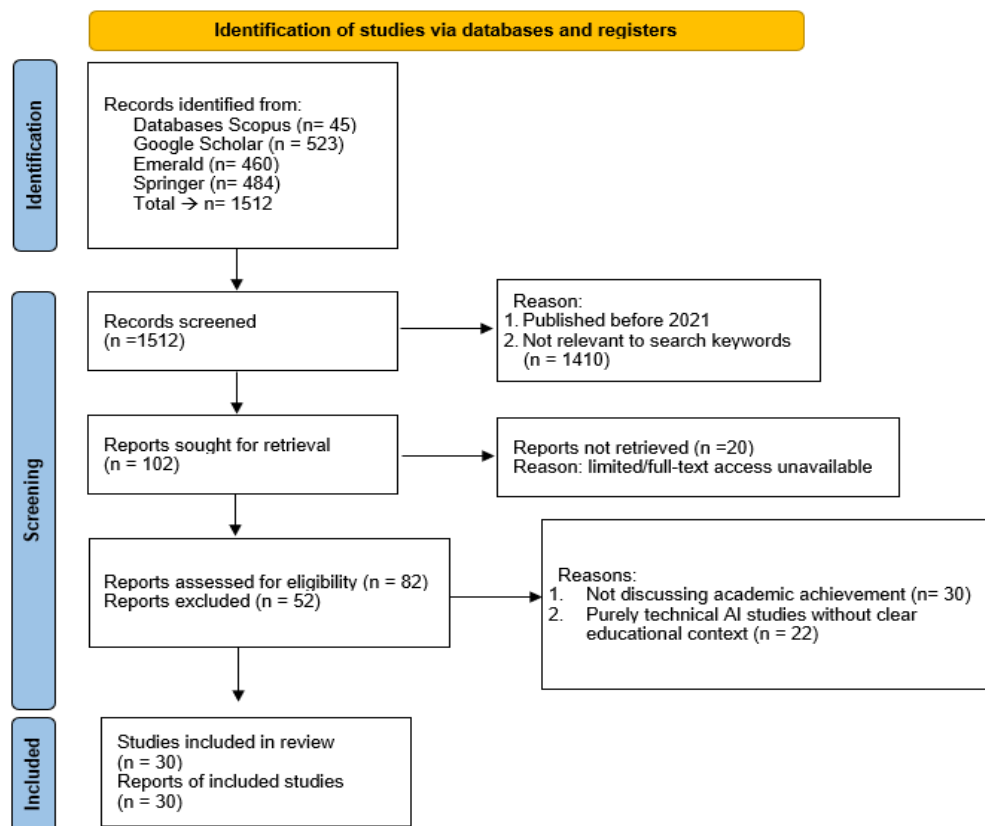 Identification of studies via databases and registers
Identification
Records identified from:
Databases Scopus (n= 45)
Google Scholar (n = 523)
Emerald (n= 460)
Springer (n= 484)
Total → n= 1512
Screening
Records screened
(n =1512)
Reason:
1. Published before 2021
2. Not relevant to search keywords
(n = 1410)
Reports sought for retrieval
(n = 102)
Reports not retrieved (n =20)
Reason: limited/full-text access unavailable
Reports assessed for eligibility (n = 82)
Reports excluded (n = 52)
Reasons:
1. Not discussing academic achievement (n= 30)
2. Purely technical AI studies without clear
educational context (n = 22)
Included
Studies included in review
(n = 30)
Reports of included studies
(n = 30)